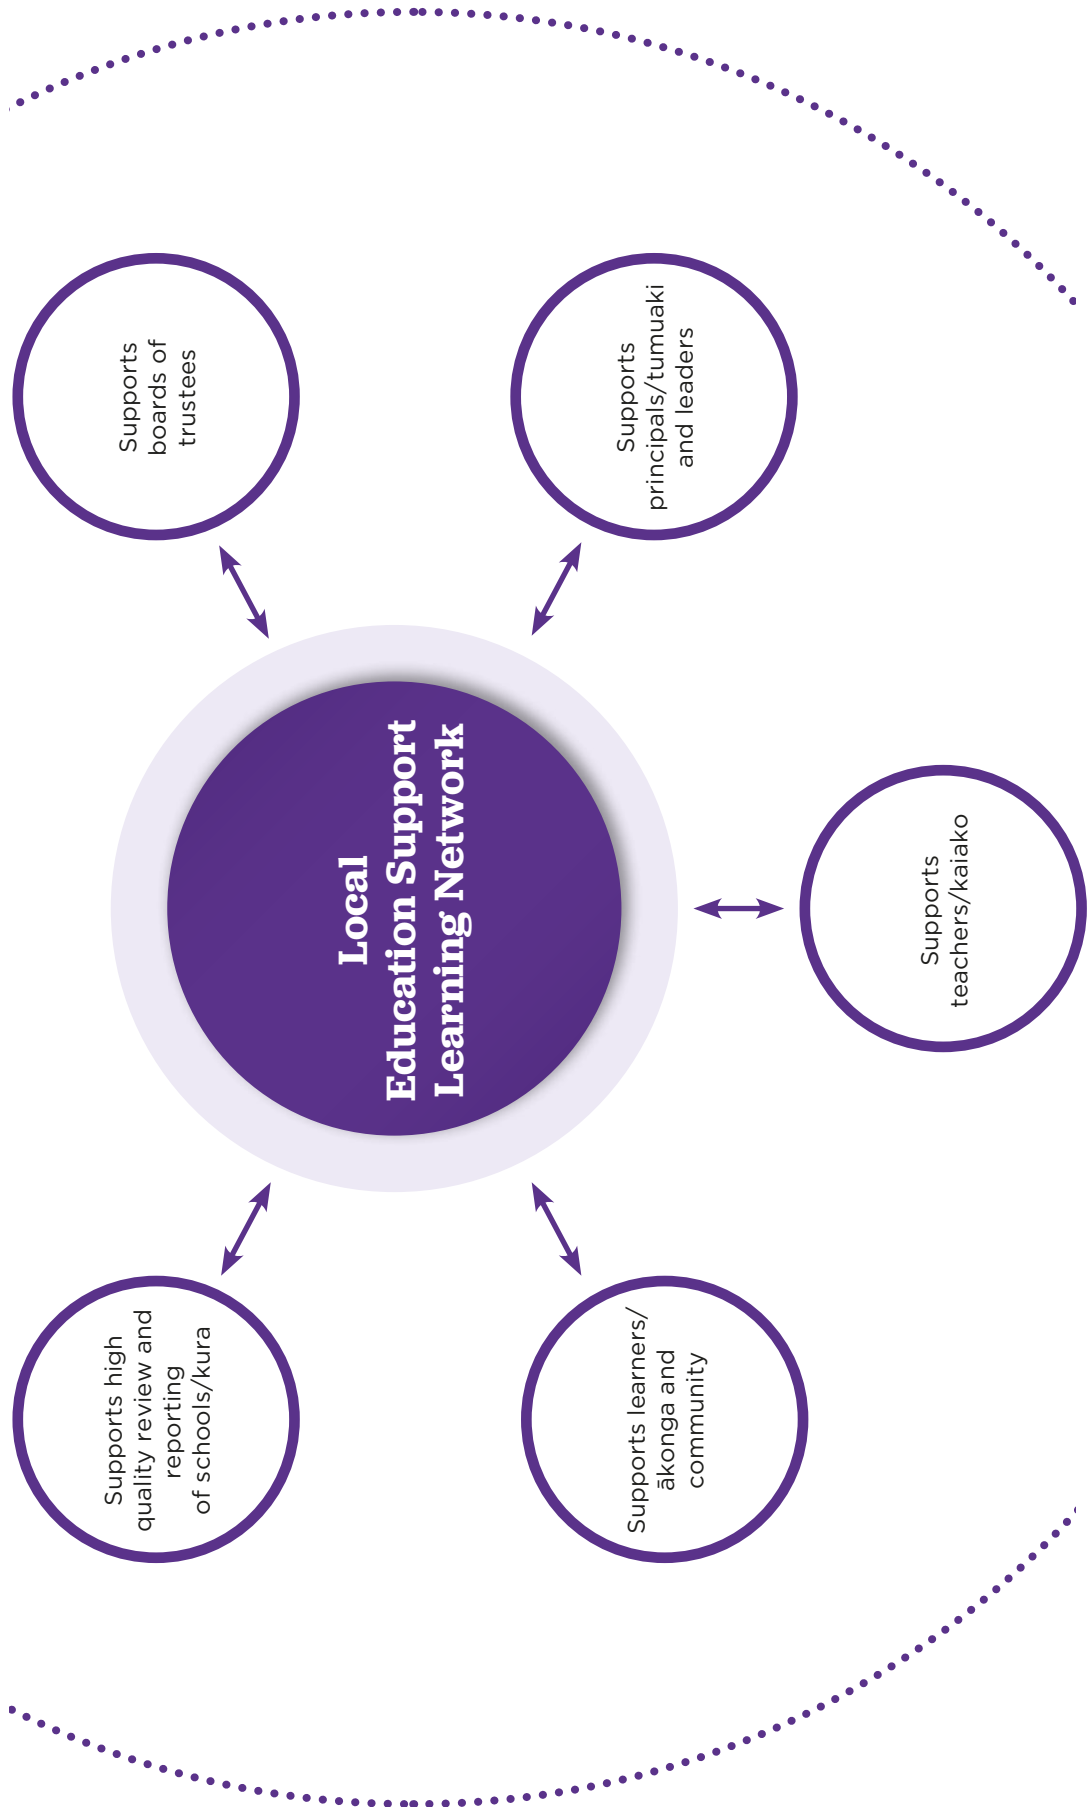 Supports high
quality review and
reporting
of schools/kura
Supports
boards of
trustees
Local
Education Support
Learning Network
Supports learners/
ākonga and
community
Supports
principals/tumuaki
and leaders
Supports
teachers/kaiako